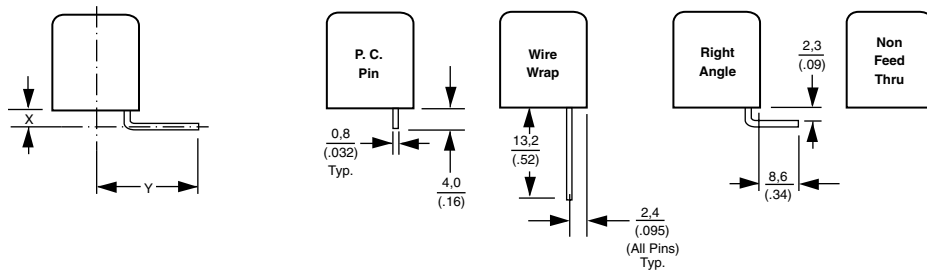 X
Y
P. C.
Pin
0,8
(.032)
Typ.
4,0
(.16)
Wire
Wrap
13,2
(.52)
2,4
(.095)
(All Pins)
Typ.
Right
Angle
2,3
(.09)
8,6
(.34)
Non
Feed
Thru